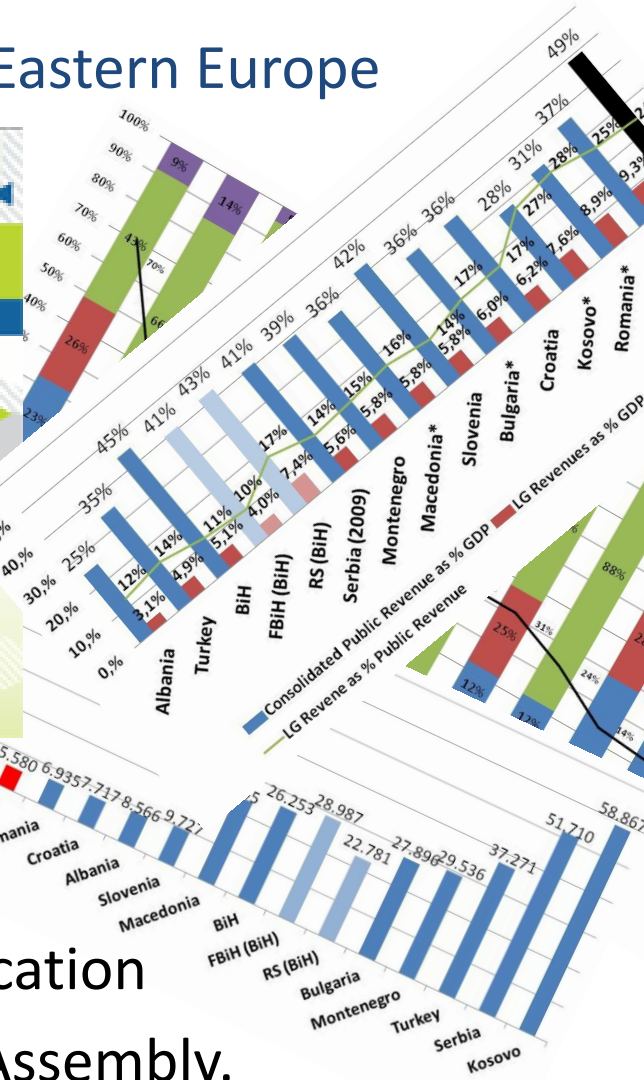 Eastern Europe
100%
90%
80%
70%
60%
50%
40%
9%
14%
43%
70%
66
26%
23%
49%
37%
31%
28%
36%
36%
42%
36%
39%
41%
43%
41%
45%
35%
25%
12%
14%
11%
10%
17%
14%
15%
16%
14%
17%
17%
27%
28%
25%
3,1%
4,9%
5,1%
4,0%
7,4%
5,6%
5,8%
5,8%
5,8%
6,0%
6,2%
7,6%
8,9%
9,3%
40,%
30,%
20,%
10,%
0,%
Albania
Turkey
BiH
FBiH (BiH)
RS (BiH)
Serbia (2009)
Montenegro
Macedonia*
Slovenia
Bulgaria*
Croatia
Kosovo*
Romania*
Consolidated Public Revenue as % GDP
LG Revenues as % GDP
LG Revene as % Public Revenue
88%
25%
31%
24%
14%
12%
12%
5.580
6.935
7.717
8.566
9.727
26.253
28.987
22.781
27.896
29.536
37.271
51.710
58.867
mania
Croatia
Albania
Slovenia
Macedonia
BiH
FBiH (BiH)
RS (BiH)
Bulgaria
Montenegro
Turkey
Serbia
Kosovo
cation
Assembly.